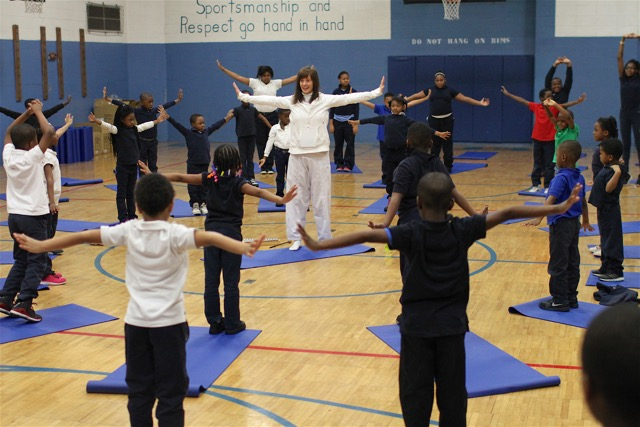 Sportsmanship and
Respect go hand in hand
DO NOT HANG ON RIMS